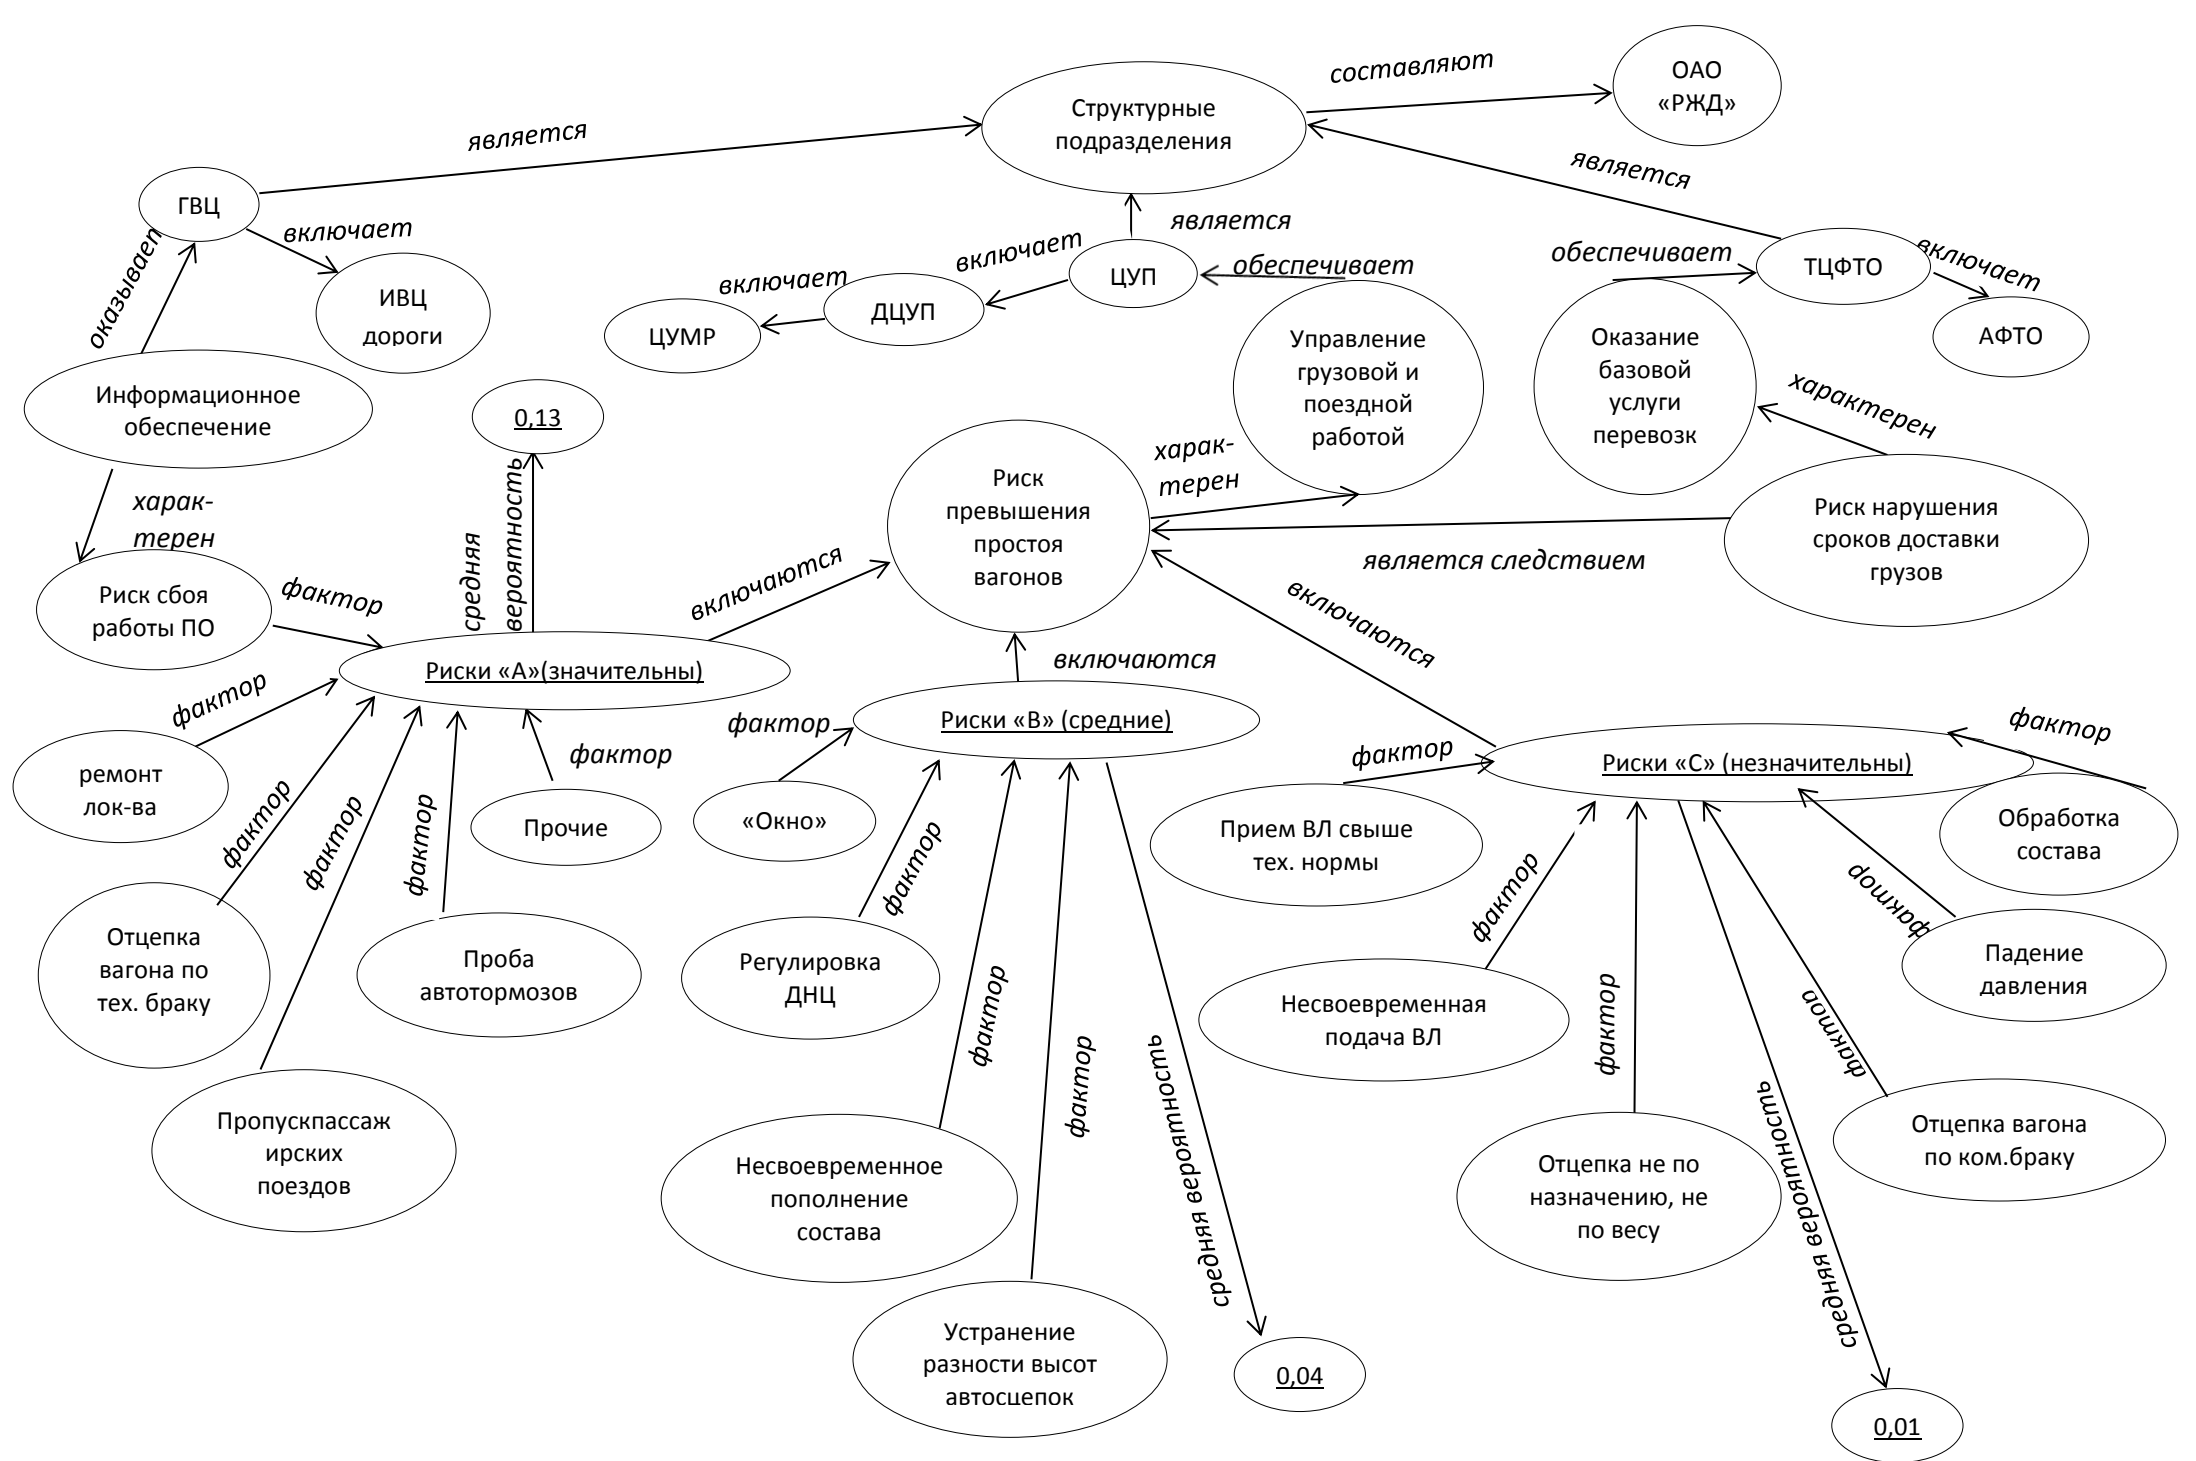 составляют
ОАО
«РЖД»
Структурные
подразделения
является
является
ГВЦ
включает
оказывает
ИВЦ
дороги
является
включает
ЦУП
обеспечивает
включает
ДЦУП
ЦУМР
обеспечивает
ТЦФТО
включает
АФТО
Управление
грузовой и
поездной
работой
Оказание
базовой
услуги
перевозк
Информационное
обеспечение
0,13
средняя
вероятность
харак-
терен
характерен
харак-
терен
Риск
превышения
простоя
вагонов
Риск нарушения
сроков доставки
грузов
является следствием
Риск сбоя
работы ПО
фактор
включаются
включаются
включаются
Риски «А»(значительны)
Риски «В» (средние)
Риски «С» (незначительны)
фактор
ремонт
лок-ва
фактор
фактор
фактор
фактор
Прочие
фактор
«Окно»
фактор
фактор
Прием ВЛ свыше
тех. нормы
фактор
Обработка
состава
Отцепка
вагона по
тех. браку
Проба
автотормозов
Регулировка
ДНЦ
фактор
фактор
Падение
давления
Несвоевременная
подача ВЛ
фактор
фактор
средняя вероятность
фактор
фактор
фактор
средняя вероятность
Пропускпассаж
ирских
поездов
Несвоевременное
пополнение
состава
Отцепка не по
назначению, не
по весу
Отцепка вагона
по ком.браку
Устранение
разности высот
автосцепок
0,04
0,01